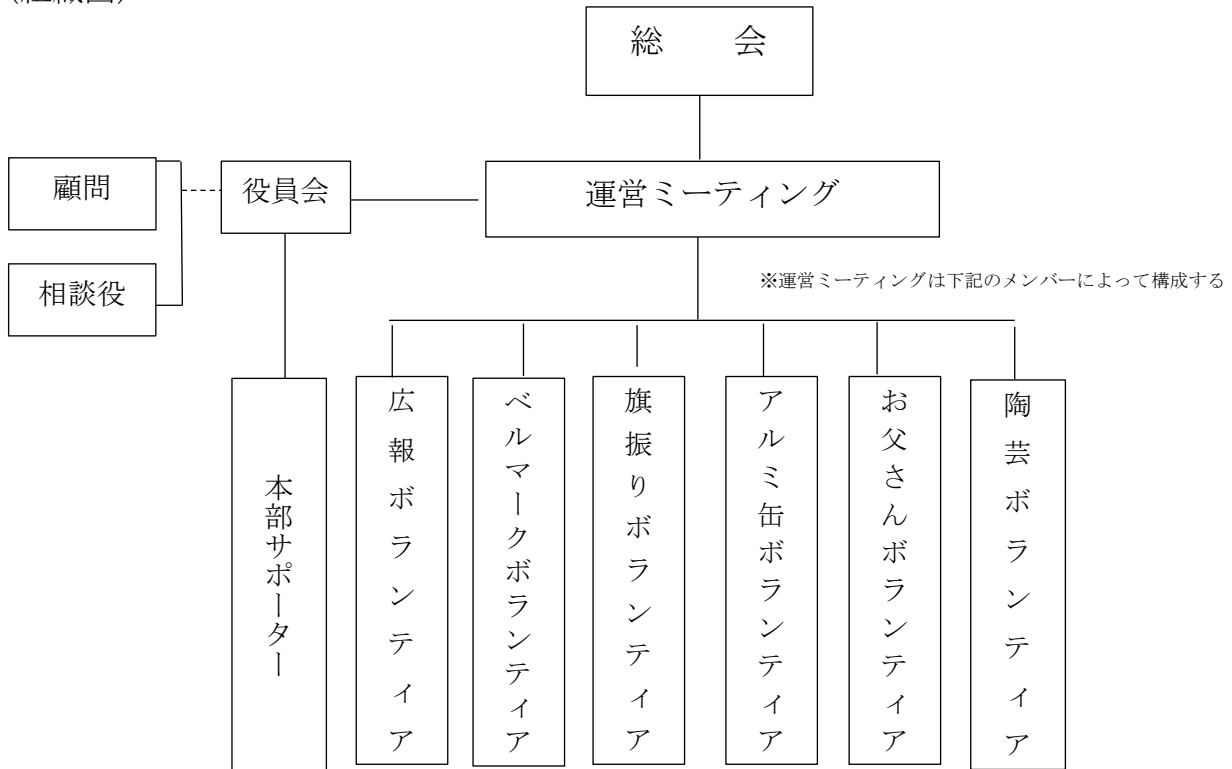 総　会
顧問
役員会
運営ミーティング
相談役
※運営ミーティングは下記のメンバーによって構成する
本部サポーター
広報ボランティア
ベルマークボランティア
旗振りボランティア
アルミ缶ボランティア
お父さんボランティア
陶芸ボランティア